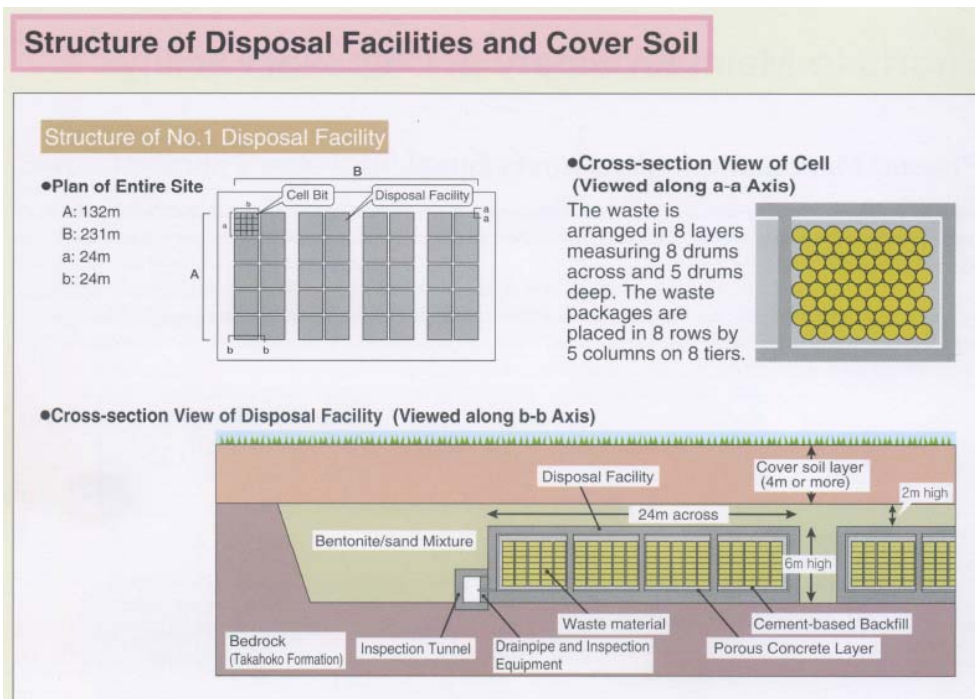 Structure of Disposal Facilities and Cover Soil
Structure of No.1 Disposal Facility
●Plan of Entire Site
A: 132m
B: 231m
a: 24m
b: 24m
B
Cell Bit
Disposal Facility
b
a
a
a
A
b
b
●Cross-section View of Cell
(Viewed along a-a Axis)
The waste is
arranged in 8 layers
measuring 8 drums
across and 5 drums
deep. The waste
packages are
placed in 8 rows by
5 columns on 8 tiers.
●Cross-section View of Disposal Facility (Viewed along b-b Axis)
Cover soil layer
(4m or more)
Disposal Facility
2m high
24m across
Bentonite/sand Mixture
6m high
Waste material
Cement-based Backfill
Bedrock
(Takahoko Formation)
Inspection Tunnel
Drainpipe and Inspection
Equipment
Porous Concrete Layer